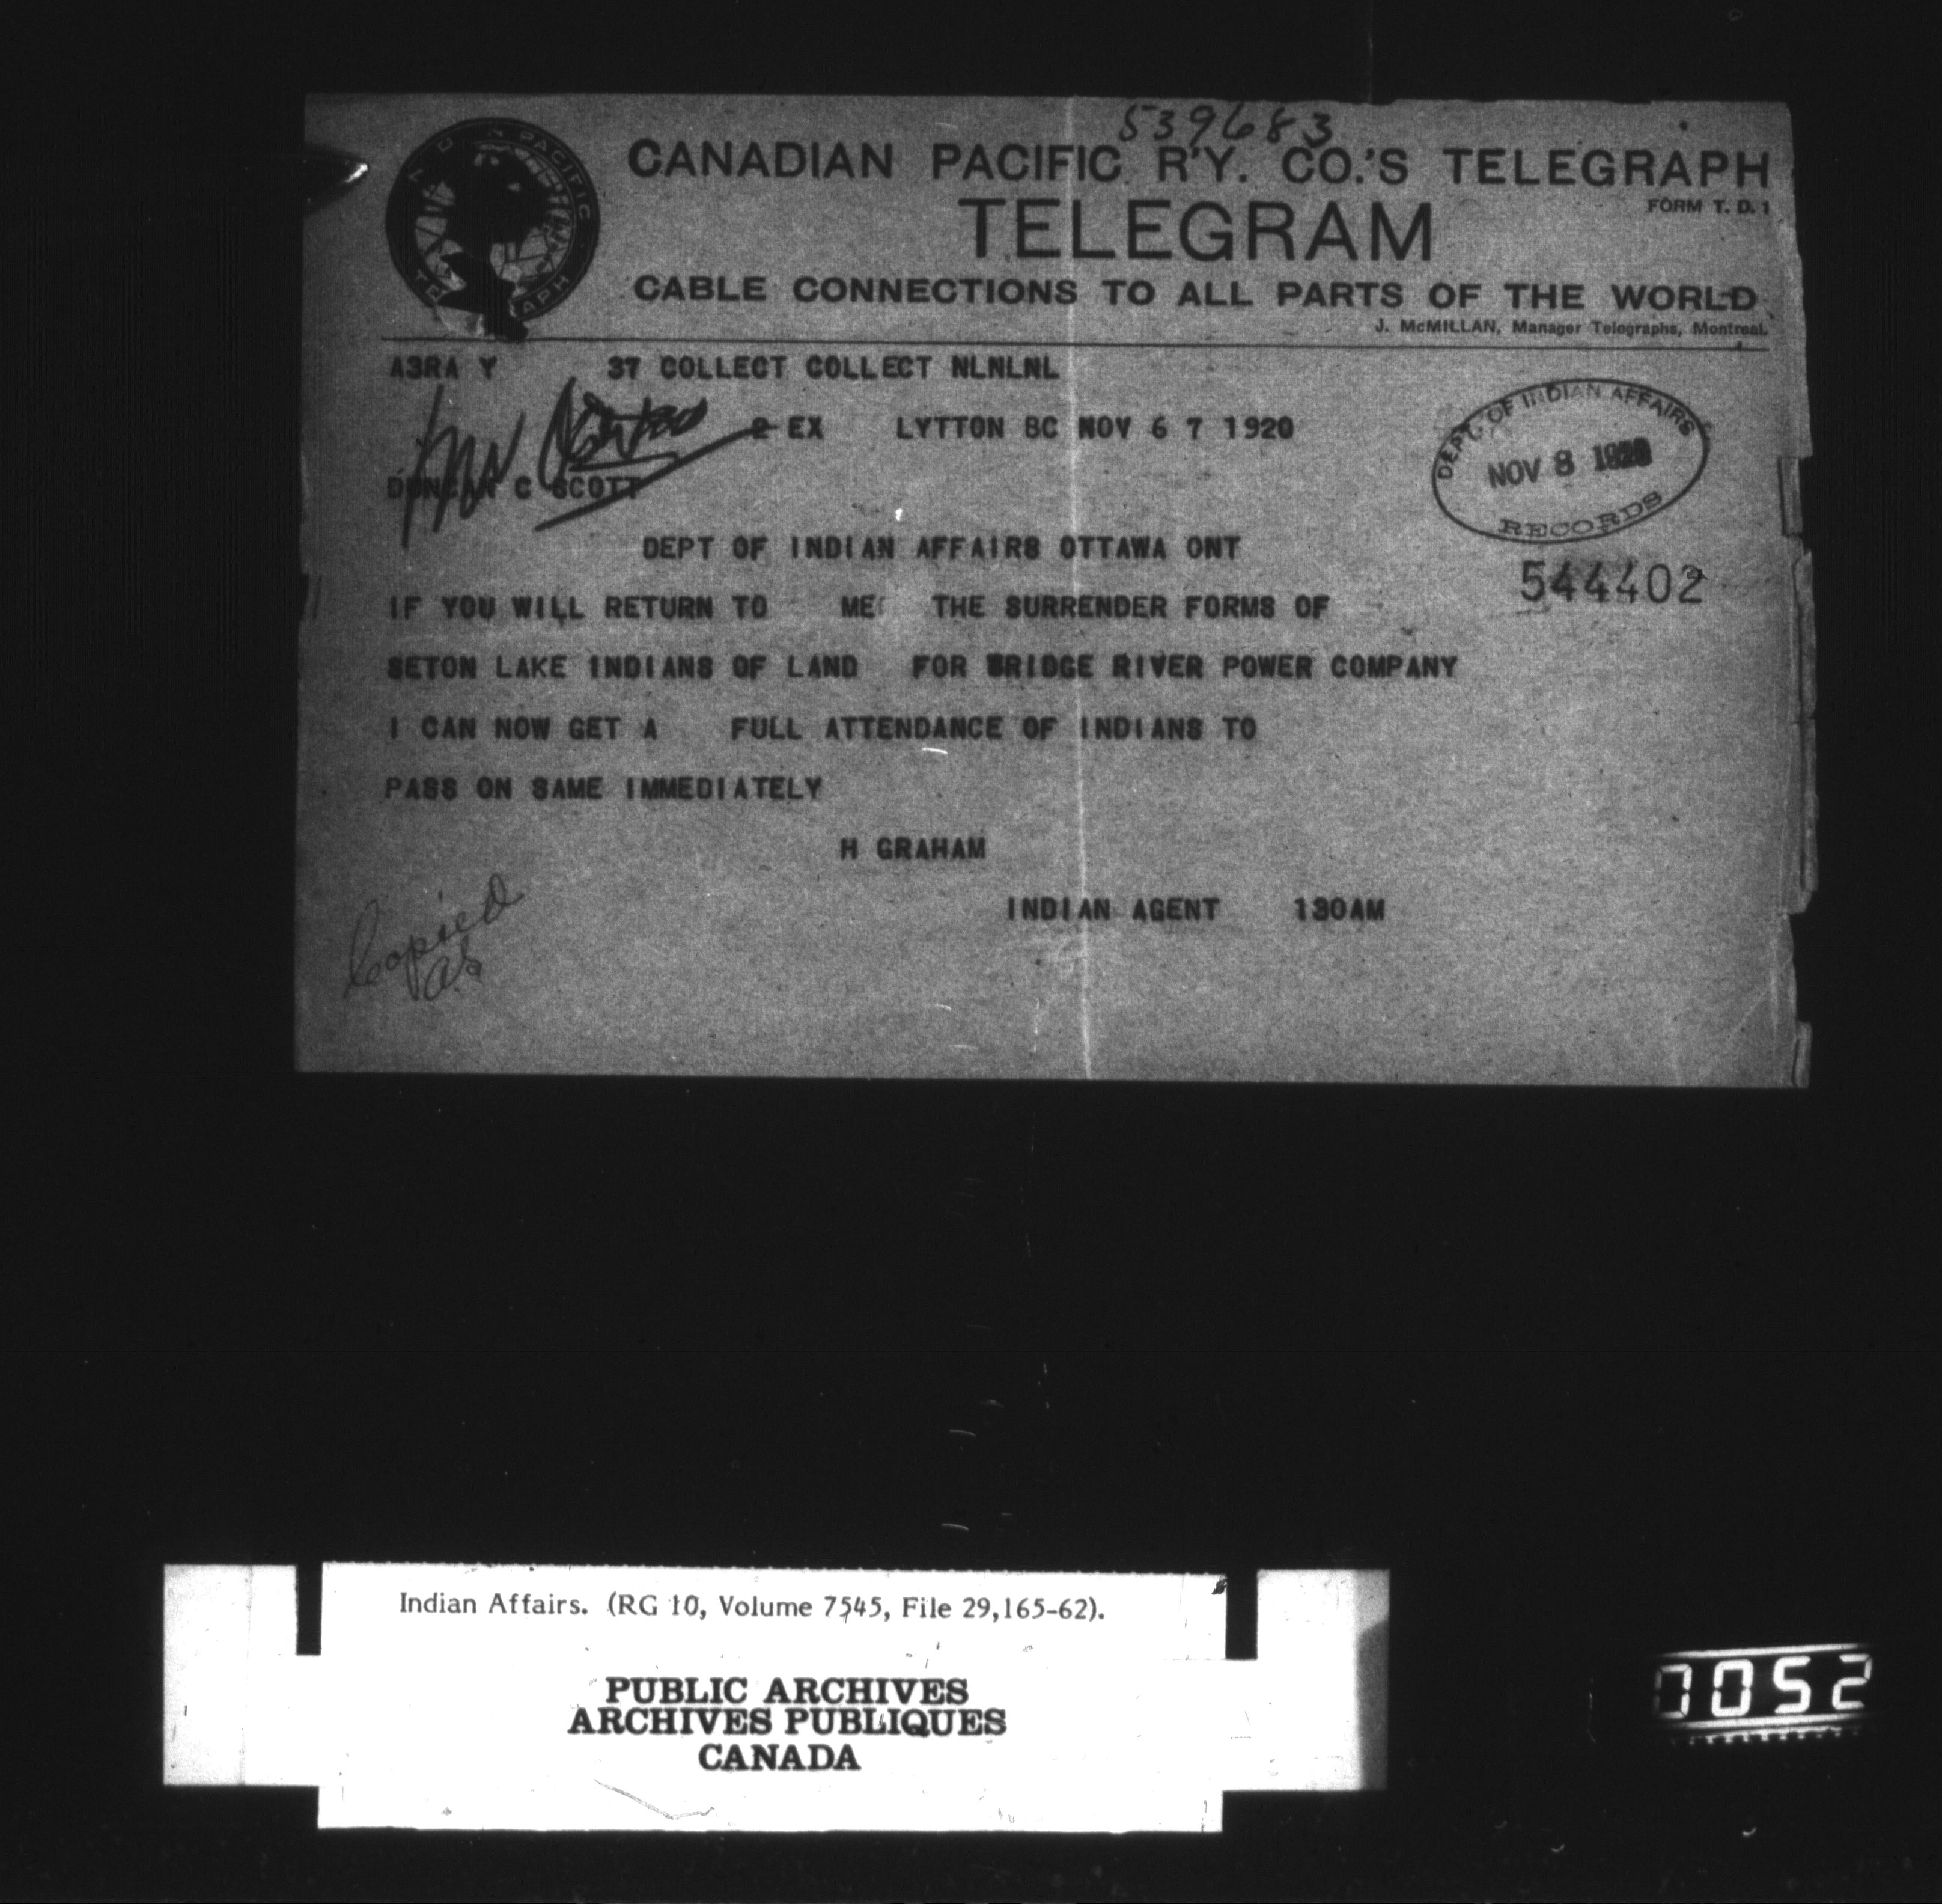 539683
CANADIAN PACIFIC R'Y. CO.'S TELEGRAPH
FORM T. D. 1
TELEGRAM
CABLE CONNECTIONS TO ALL PARTS OF THE WORLD
J. McMILLAN, Manager Telegraphs, Montreal.
A3RA Y 37 COLLECT COLLECT NLNLNL
2 EX LYTTON BC NOV 6 7 1920
DUNCAN C SCOTT
DEPT. OF INDIAN AFFAIRS
NOV 8 1920
RECORDS
DEPT OF INDIAN AFFAIRS OTTAWA ONT
544402
IF YOU WILL RETURN TO ME THE SURRENDER FORMS OF
SETON LAKE INDIANS OF LAND FOR BRIDGE RIVER POWER COMPANY
I CAN NOW GET A FULL ATTENDANCE OF INDIANS TO
PASS ON SAME IMMEDIATELY
H GRAHAM
INDIAN AGENT 130AM
Copied
Indian Affairs. (RG 10, Volume 7545, File 29,165-62).
PUBLIC ARCHIVES
ARCHIVES PUBLIQUES
CANADA
0052